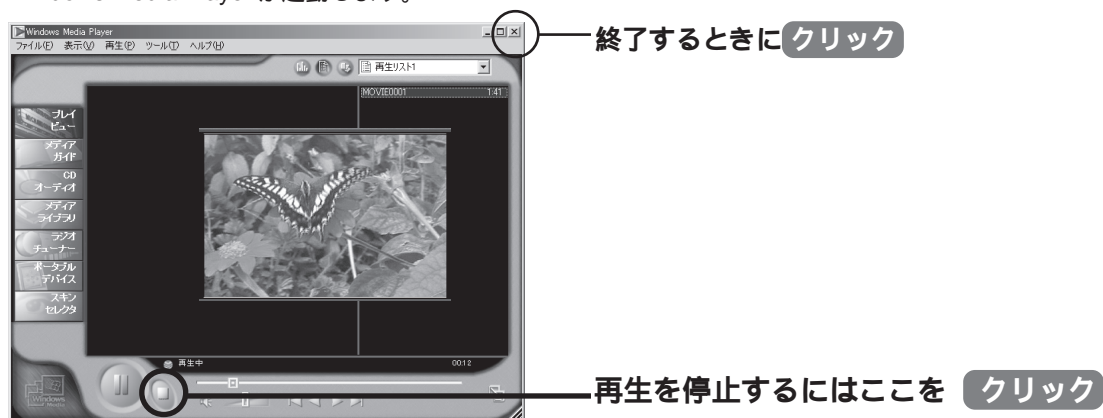 Windows Media Player
ファイル(F) 表示(V) 再生(P) ツール(T) ヘルプ(H)
終了するときに クリック
再生リスト1
MOVIE0001 1:41
プレイ
ビュー
メディア
ガイド
CD
オーディオ
メディア
ライブラリ
ラジオ
チューナー
ポータブル
デバイス
スキン
セレクタ
再生中 00:12
Windows
Media
再生を停止するにはここを クリック